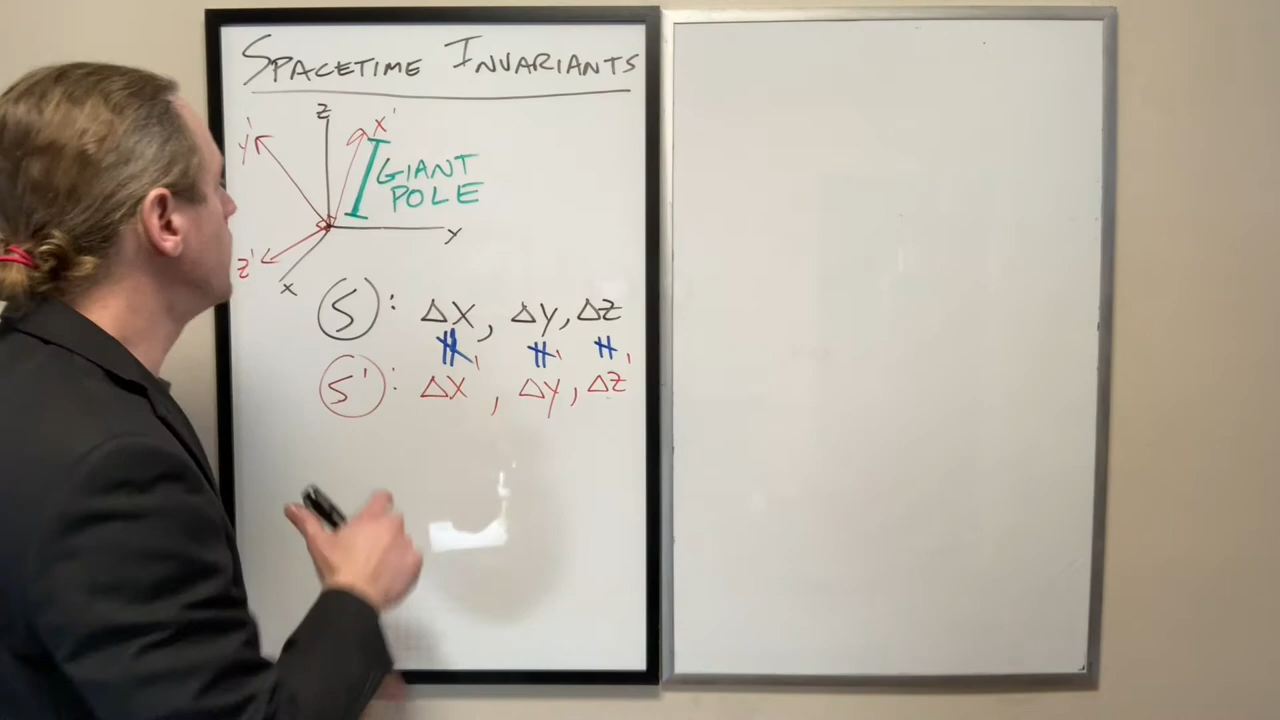 SPACETIME INVARIANTS
Z
X'
Y'
GIANT
POLE
Y
Z'
X
S : ΔX, ΔY, ΔZ
≠ ≠ ≠
S' : ΔX', ΔY', ΔZ'